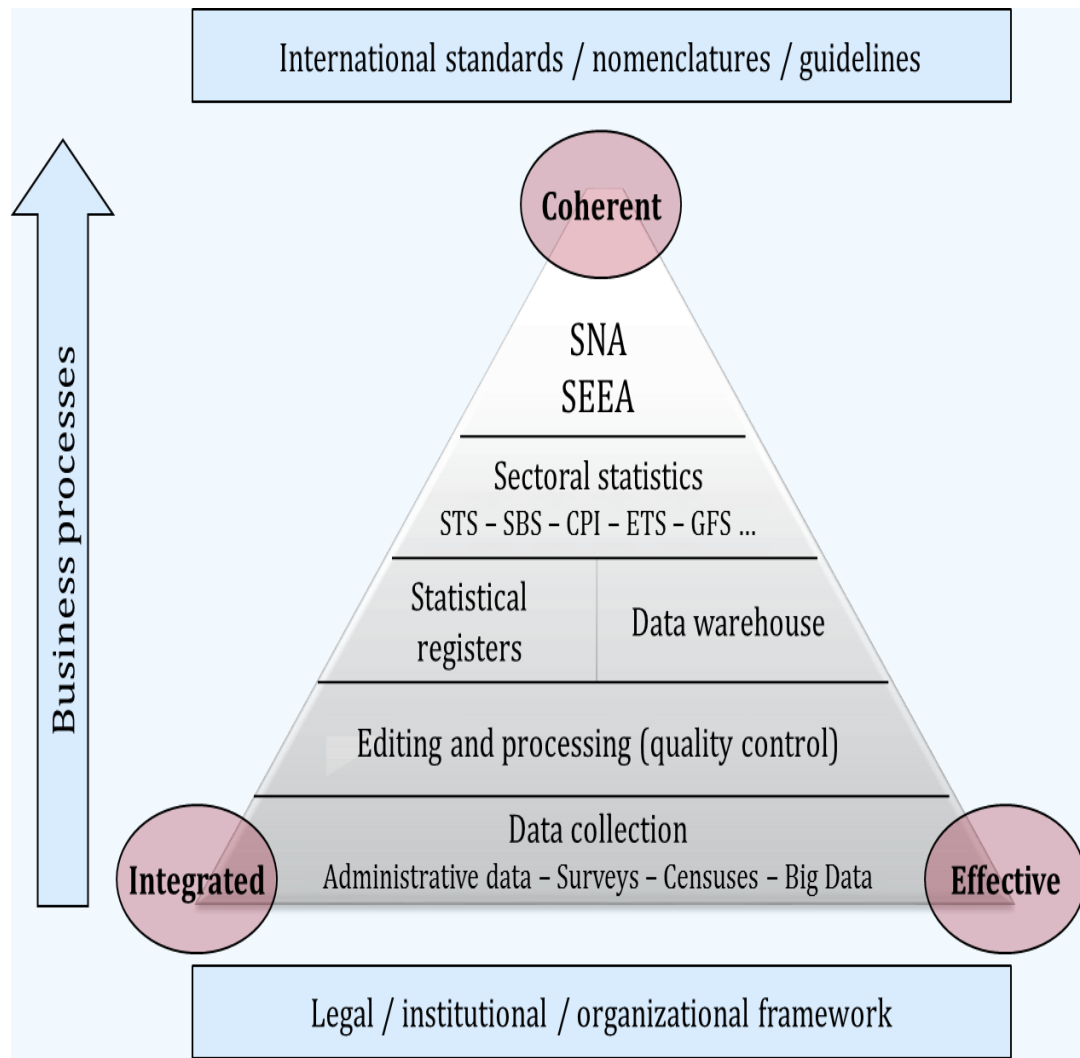 International standards / nomenclatures / guidelines
Coherent
SNA
SEEA
Sectoral statistics
STS – SBS – CPI – ETS – GFS ...
Statistical
registers
Data warehouse
Editing and processing (quality control)
Data collection
Administrative data – Surveys – Censuses – Big Data
Integrated
Effective
Legal / institutional / organizational framework
Business processes